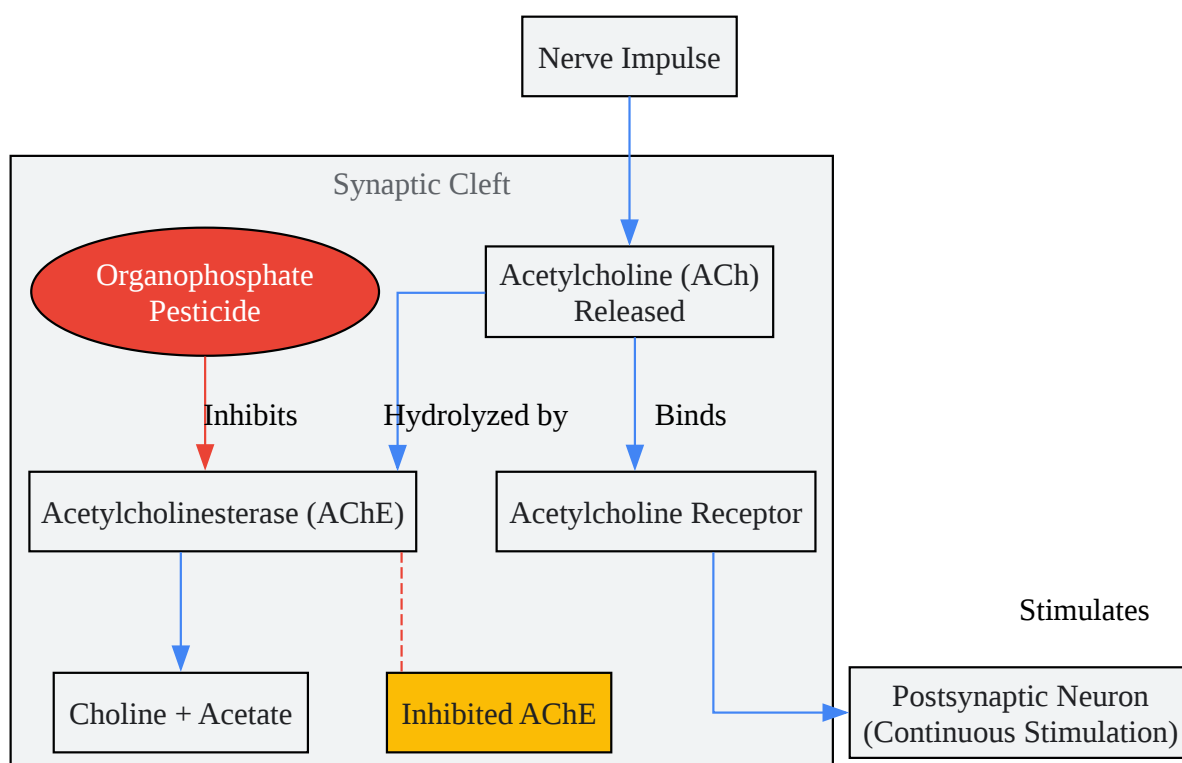 Nerve Impulse
Synaptic Cleft
Organophosphate
Pesticide
Acetylcholine (ACh)
Released
Inhibits
Hydrolyzed by
Binds
Acetylcholinesterase (AChE)
Acetylcholine Receptor
Stimulates
Choline + Acetate
Inhibited AChE
Postsynaptic Neuron
(Continuous Stimulation)